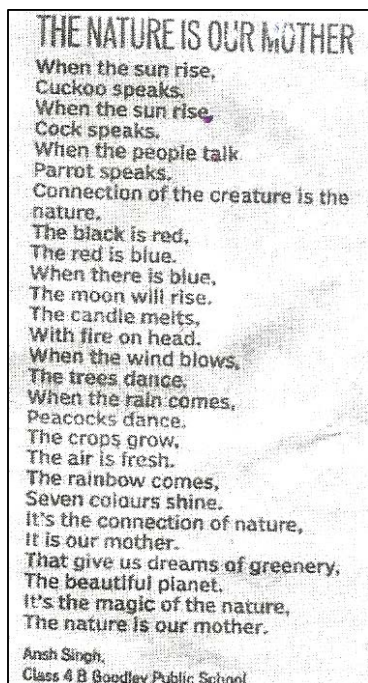 THE NATURE IS OUR MOTHER
When the sun rise,
Cuckoo speaks.
When the sun rise,
Cock speaks.
When the people talk
Parrot speaks.
Connection of the creature is the
nature.
The black is red,
The red is blue.
When there is blue,
The moon will rise.
The candle melts,
With fire on head.
When the wind blows,
The trees dance.
When the rain comes,
Peacocks dance.
The crops grow,
The air is fresh.
The rainbow comes,
Seven colours shine.
It's the connection of nature,
It is our mother.
That give us dreams of greenery,
The beautiful planet.
It's the magic of the nature,
The nature is our mother.
Ansh Singh,
Class 4 B Goodley Public School